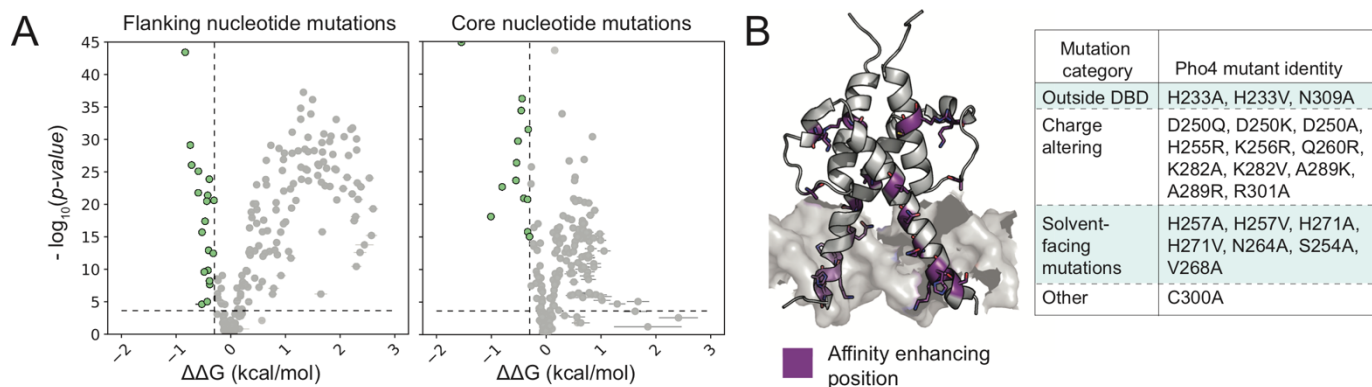 A
Flanking nucleotide mutations
Core nucleotide mutations
- log10(p-value)
45
40
35
30
25
20
15
10
5
0
−2
−1
0
1
2
3
ΔΔG (kcal/mol)
−2
−1
0
1
2
3
ΔΔG (kcal/mol)
B
Affinity enhancing
position
Mutation
category
Pho4 mutant identity
Outside DBD
H233A, H233V, N309A
Charge
altering
D250Q, D250K, D250A,
H255R, K256R, Q260R,
K282A, K282V, A289K,
A289R, R301A
Solvent-
facing
mutations
H257A, H257V, H271A,
H271V, N264A, S254A,
V268A
Other
C300A